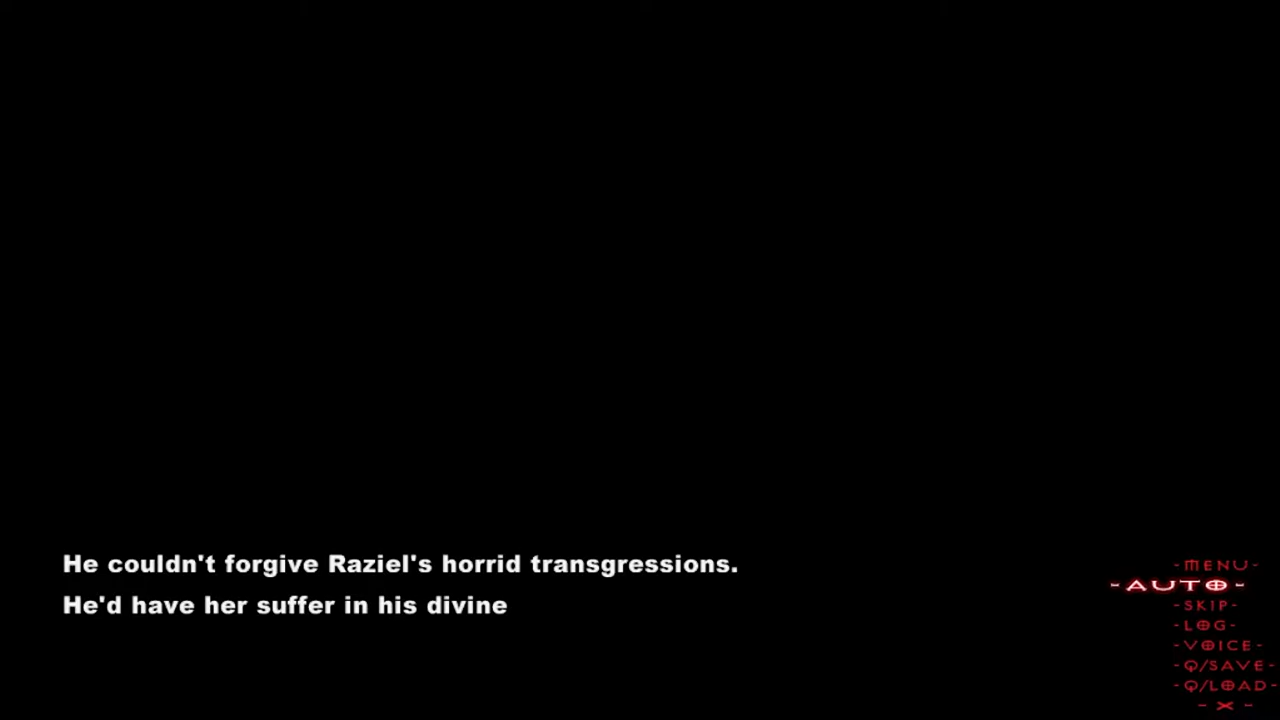 He couldn't forgive Raziel's horrid transgressions.
He'd have her suffer in his divine
-MENU-
-AUTO-
-SKIP-
-LOG-
-VOICE-
-Q/SAVE-
-Q/LOAD-
-X-